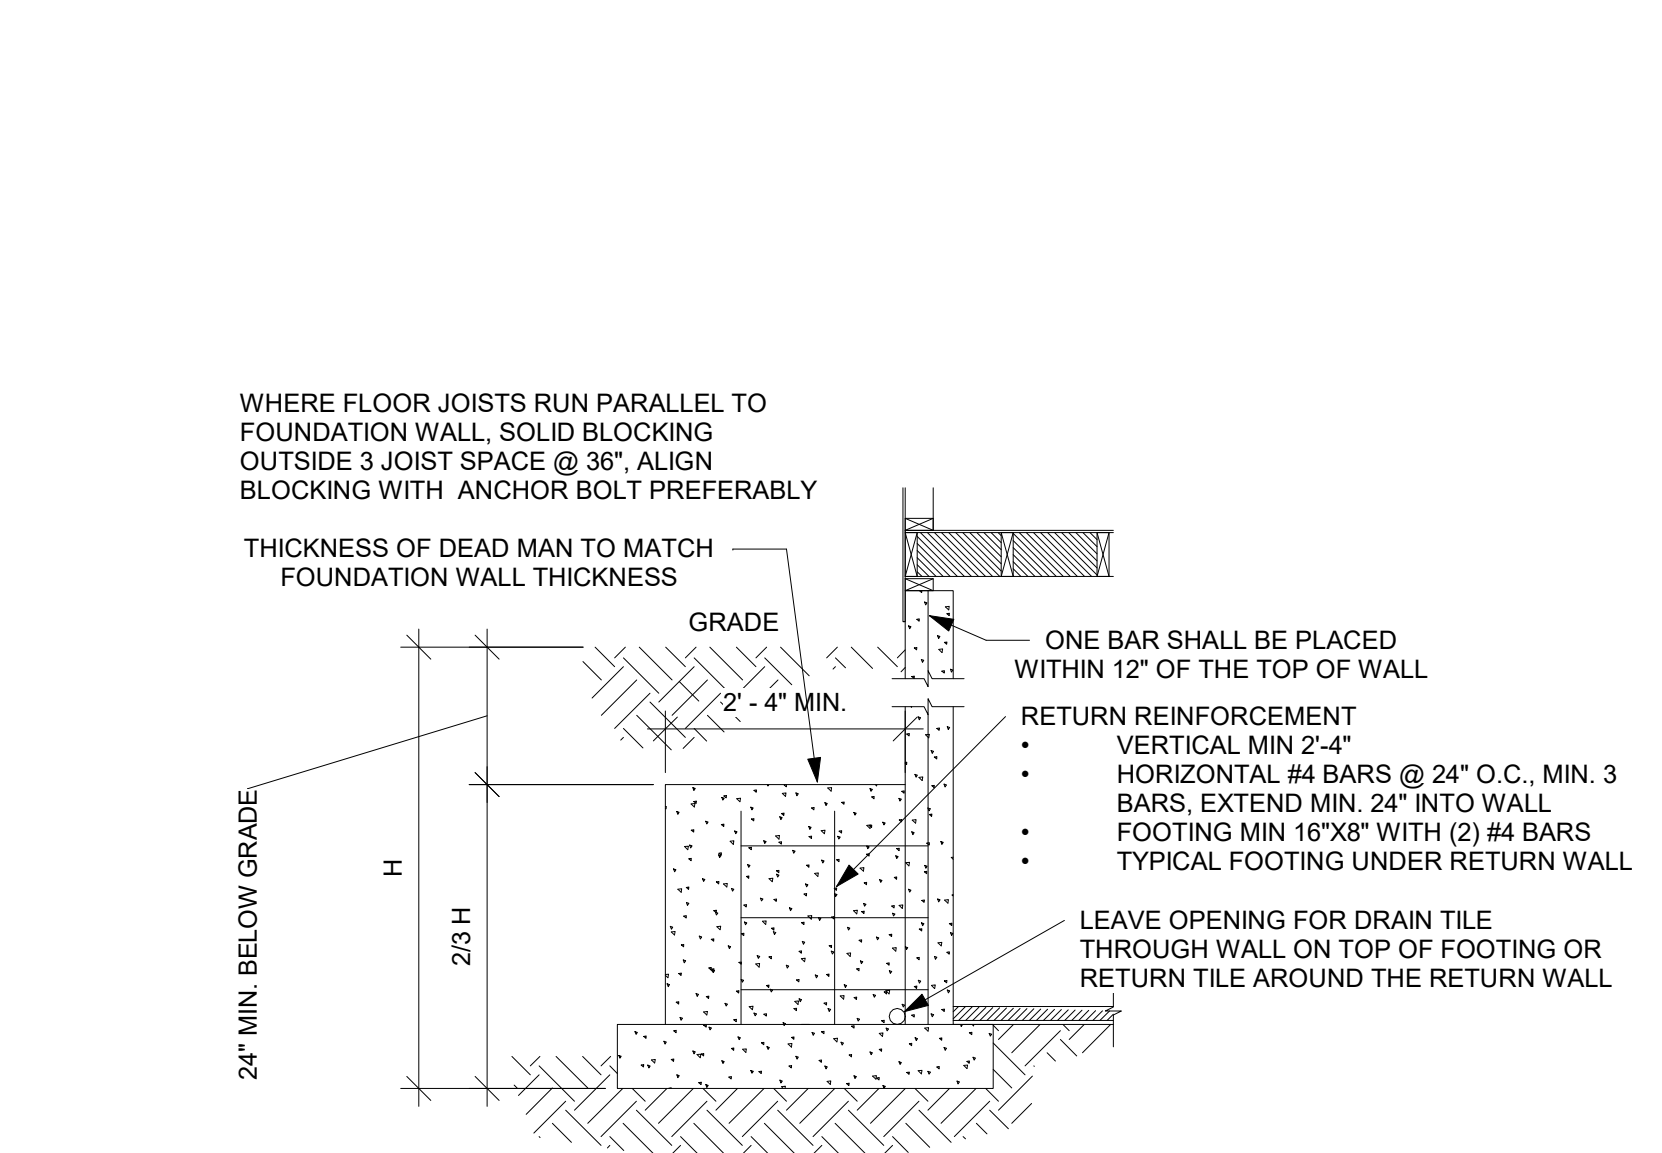 WHERE FLOOR JOISTS RUN PARALLEL TO
FOUNDATION WALL, SOLID BLOCKING
OUTSIDE 3 JOIST SPACE @ 36", ALIGN
BLOCKING WITH ANCHOR BOLT PREFERABLY
THICKNESS OF DEAD MAN TO MATCH
FOUNDATION WALL THICKNESS
GRADE
2' - 4" MIN.
ONE BAR SHALL BE PLACED
WITHIN 12" OF THE TOP OF WALL
RETURN REINFORCEMENT
• VERTICAL MIN 2'-4"
• HORIZONTAL #4 BARS @ 24" O.C., MIN. 3
BARS, EXTEND MIN. 24" INTO WALL
• FOOTING MIN 16"X8" WITH (2) #4 BARS
• TYPICAL FOOTING UNDER RETURN WALL
24" MIN. BELOW GRADE
H
2/3 H
LEAVE OPENING FOR DRAIN TILE
THROUGH WALL ON TOP OF FOOTING OR
RETURN TILE AROUND THE RETURN WALL